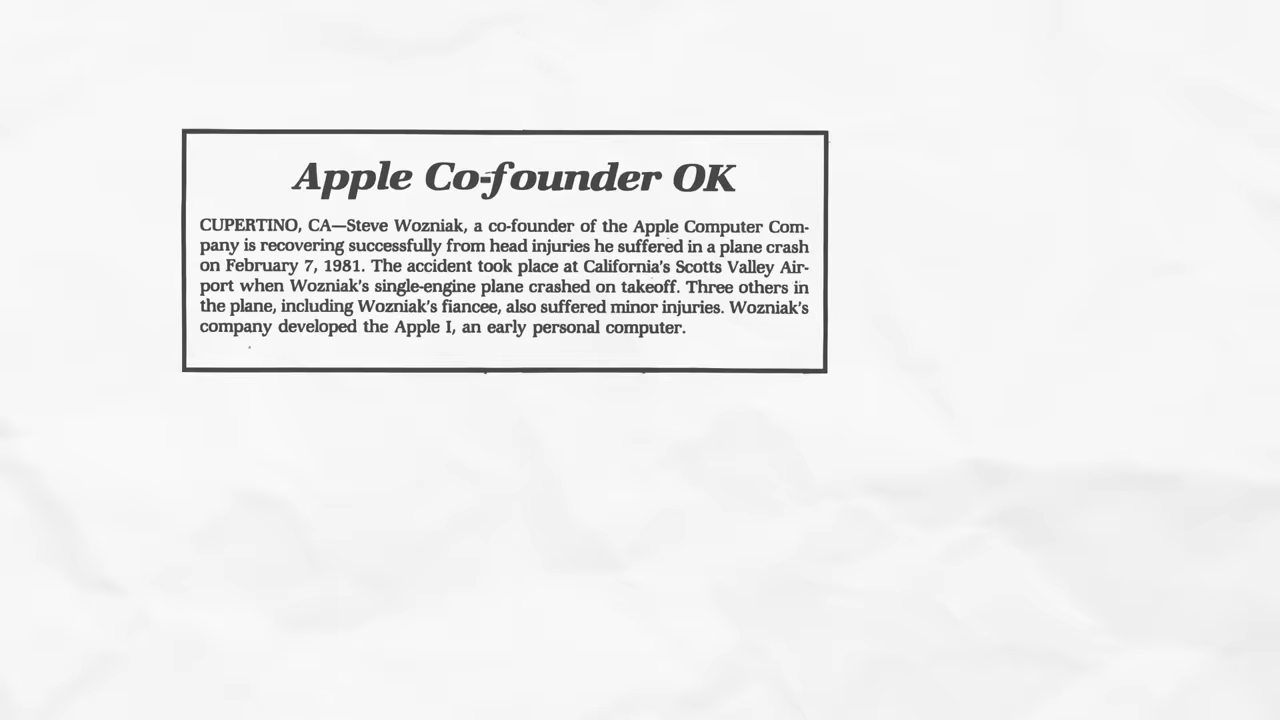 Apple Co-founder OK
CUPERTINO, CA—Steve Wozniak, a co-founder of the Apple Computer Com-
pany is recovering successfully from head injuries he suffered in a plane crash
on February 7, 1981. The accident took place at California's Scotts Valley Air-
port when Wozniak's single-engine plane crashed on takeoff. Three others in
the plane, including Wozniak's fiancee, also suffered minor injuries. Wozniak's
company developed the Apple I, an early personal computer.